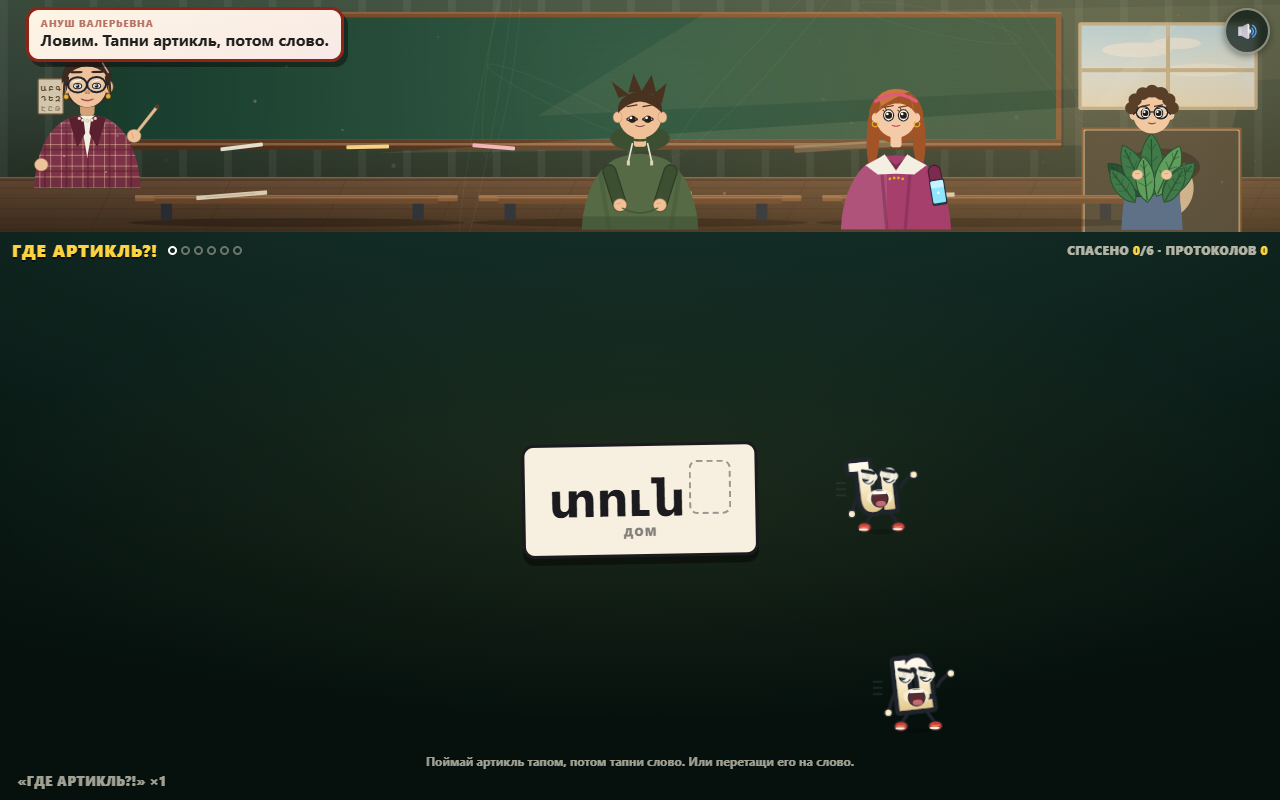 АНУШ ВАЛЕРЬЕВНА
Ловим. Тапни артикль, потом слово.
Ա Բ Գ
Դ Ե Զ
Է Ը Թ
ГДЕ АРТИКЛЬ?!
СПАСЕНО 0/6 · ПРОТОКОЛОВ 0
տուն
дом
ն
ը
Поймай артикль тапом, потом тапни слово. Или перетащи его на слово.
«ГДЕ АРТИКЛЬ?!» ×1